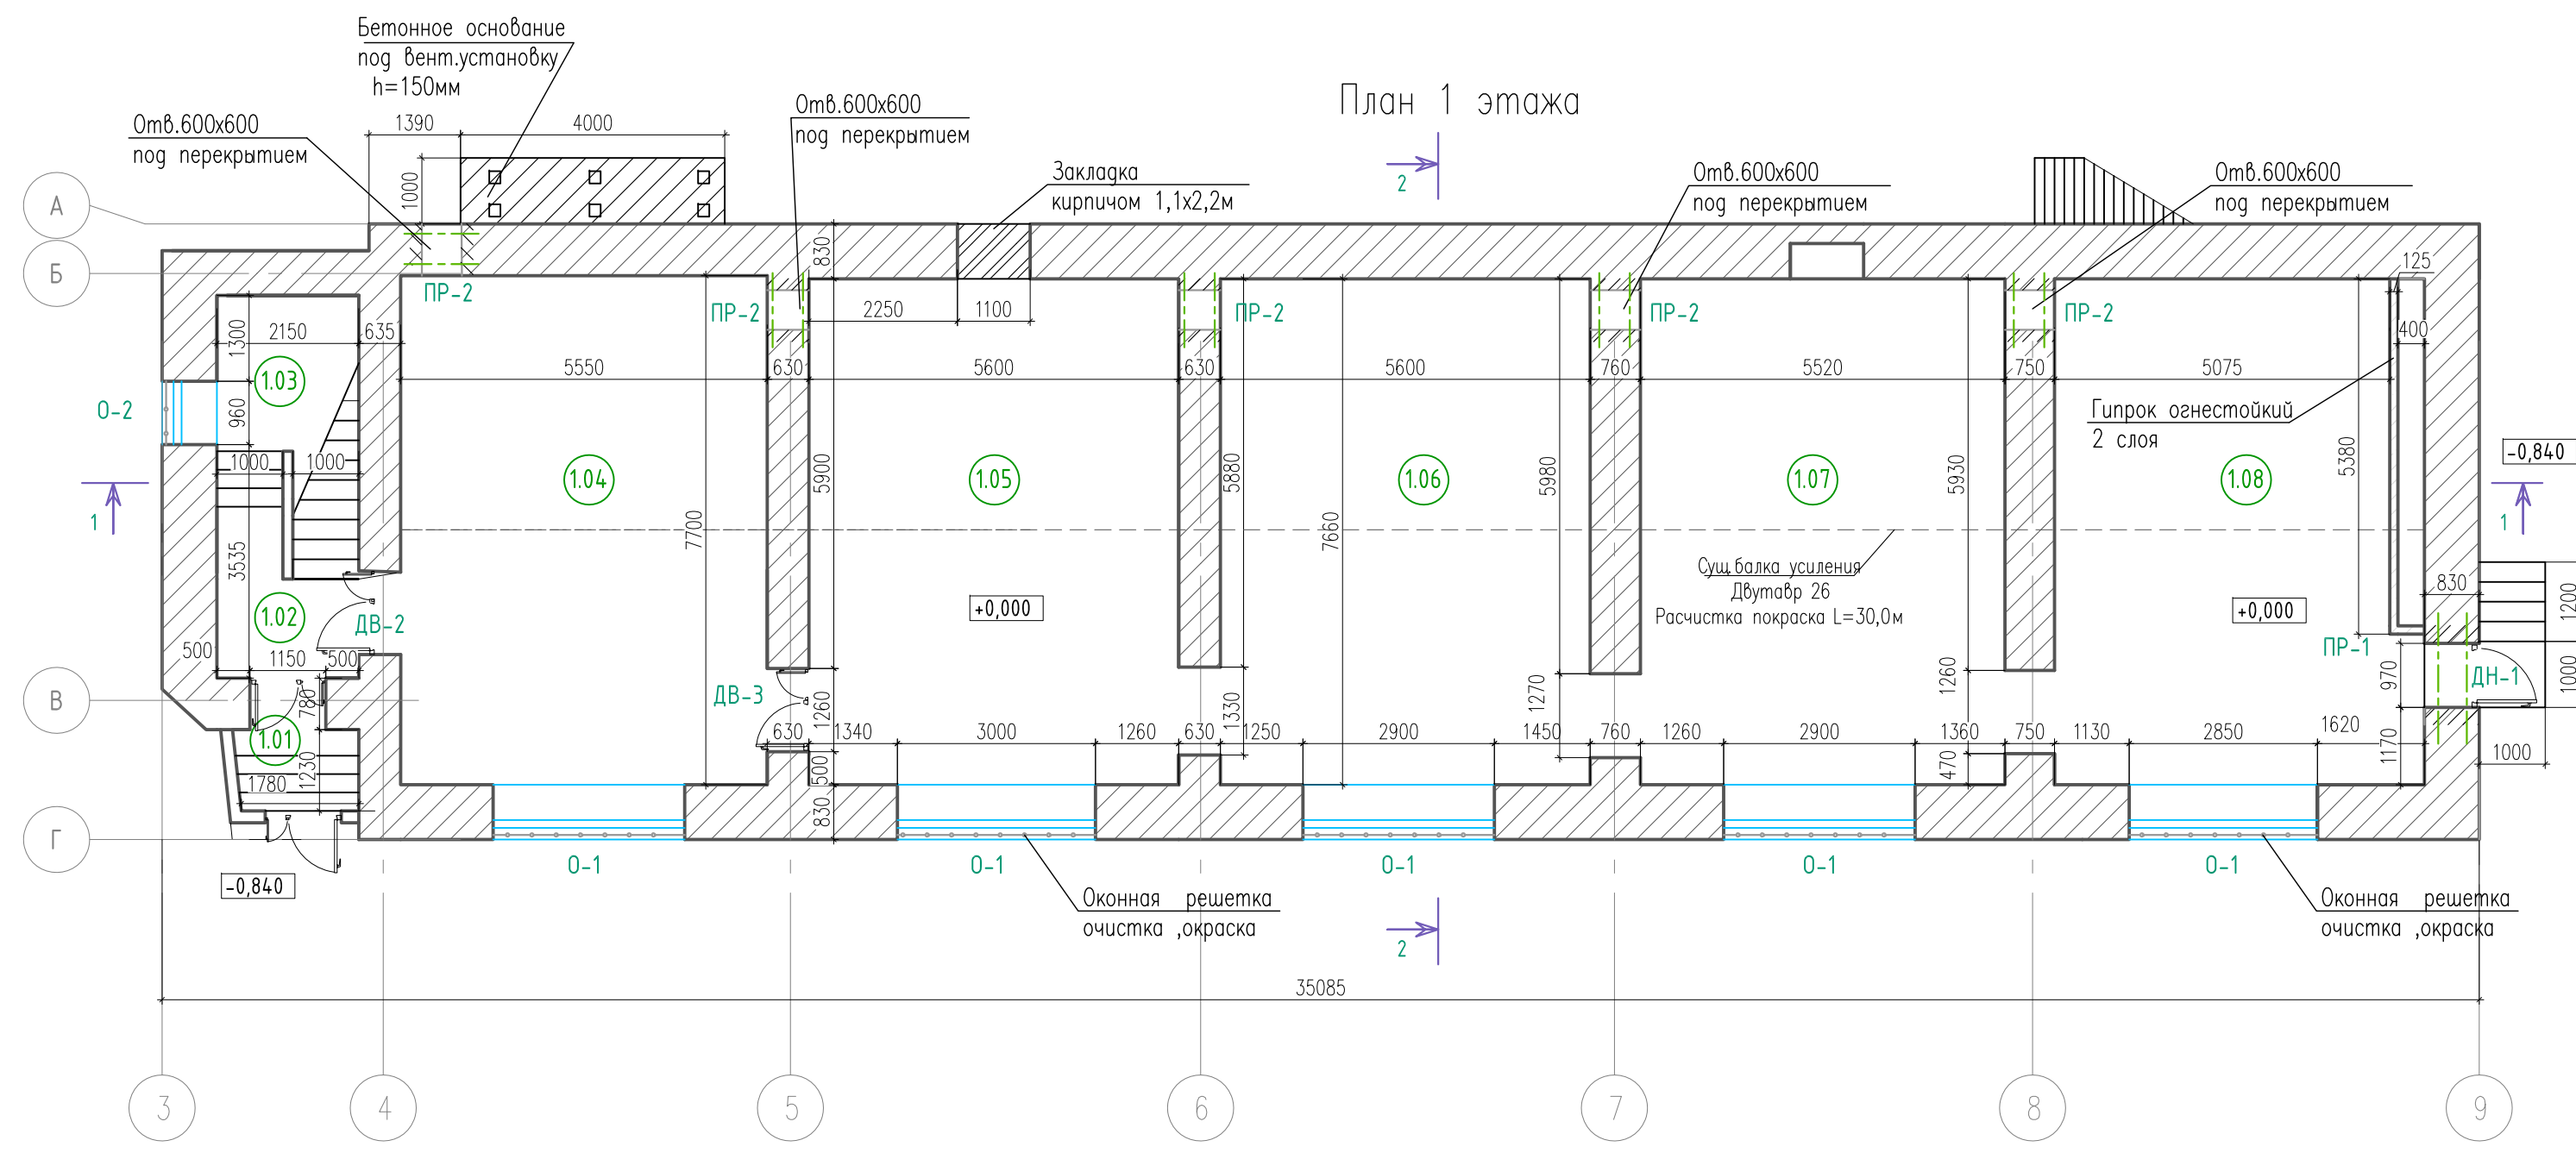 Бетонное основание
под вент.установку
h=150мм
План 1 этажа
Отв.600х600
под перекрытием
1390
4000
1000
Отв.600х600
под перекрытием
Закладка
кирпичом 1,1х2,2м
2
Отв.600х600
под перекрытием
Отв.600х600
под перекрытием
А
Б
830
125
ПР-2
ПР-2
2250
1100
ПР-2
ПР-2
ПР-2
400
1300
2150
635
5550
630
5600
630
5600
760
5520
750
5075
1.03
О-2
960
Гипрок огнестойкий
2 слоя
1000
1000
1.04
5900
1.05
5880
1.06
5980
1.07
5930
1.08
5380
-0,840
1
1
7700
7660
3535
Сущ.балка усиления
Двутавр 26
Расчистка покраска L=30,0м
+0,000
+0,000
830
1200
1.02
ДВ-2
500
1150
500
ПР-1
970
ДН-1
1000
780
ДВ-3
1260
1330
1270
1260
В
1.01
630
1340
3000
1260
630
1250
2900
1450
760
1260
2900
1360
750
1130
2850
1620
1170
1000
1780
1230
500
470
830
Г
О-1
О-1
О-1
О-1
О-1
-0,840
Оконная решетка
очистка ,окраска
Оконная решетка
очистка ,окраска
2
35085
3
4
5
6
7
8
9